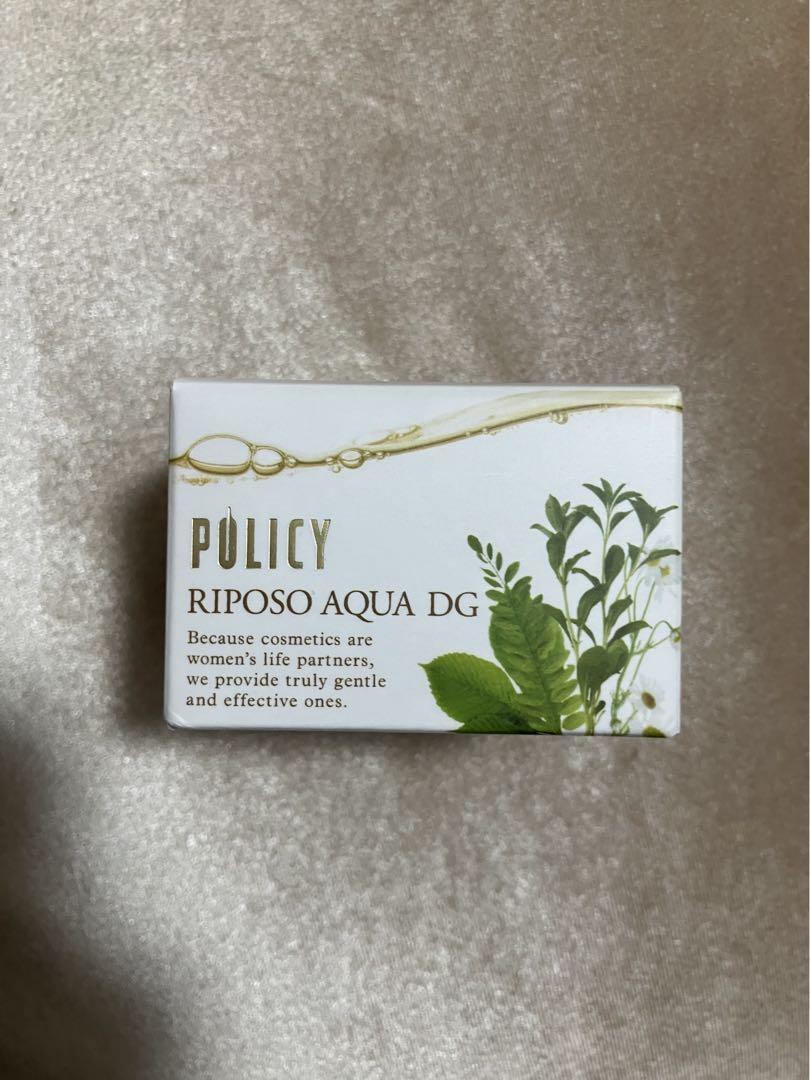 POLICY
RIPOSO AQUA DG
Because cosmetics are
women's life partners,
we provide truly gentle
and effective ones.